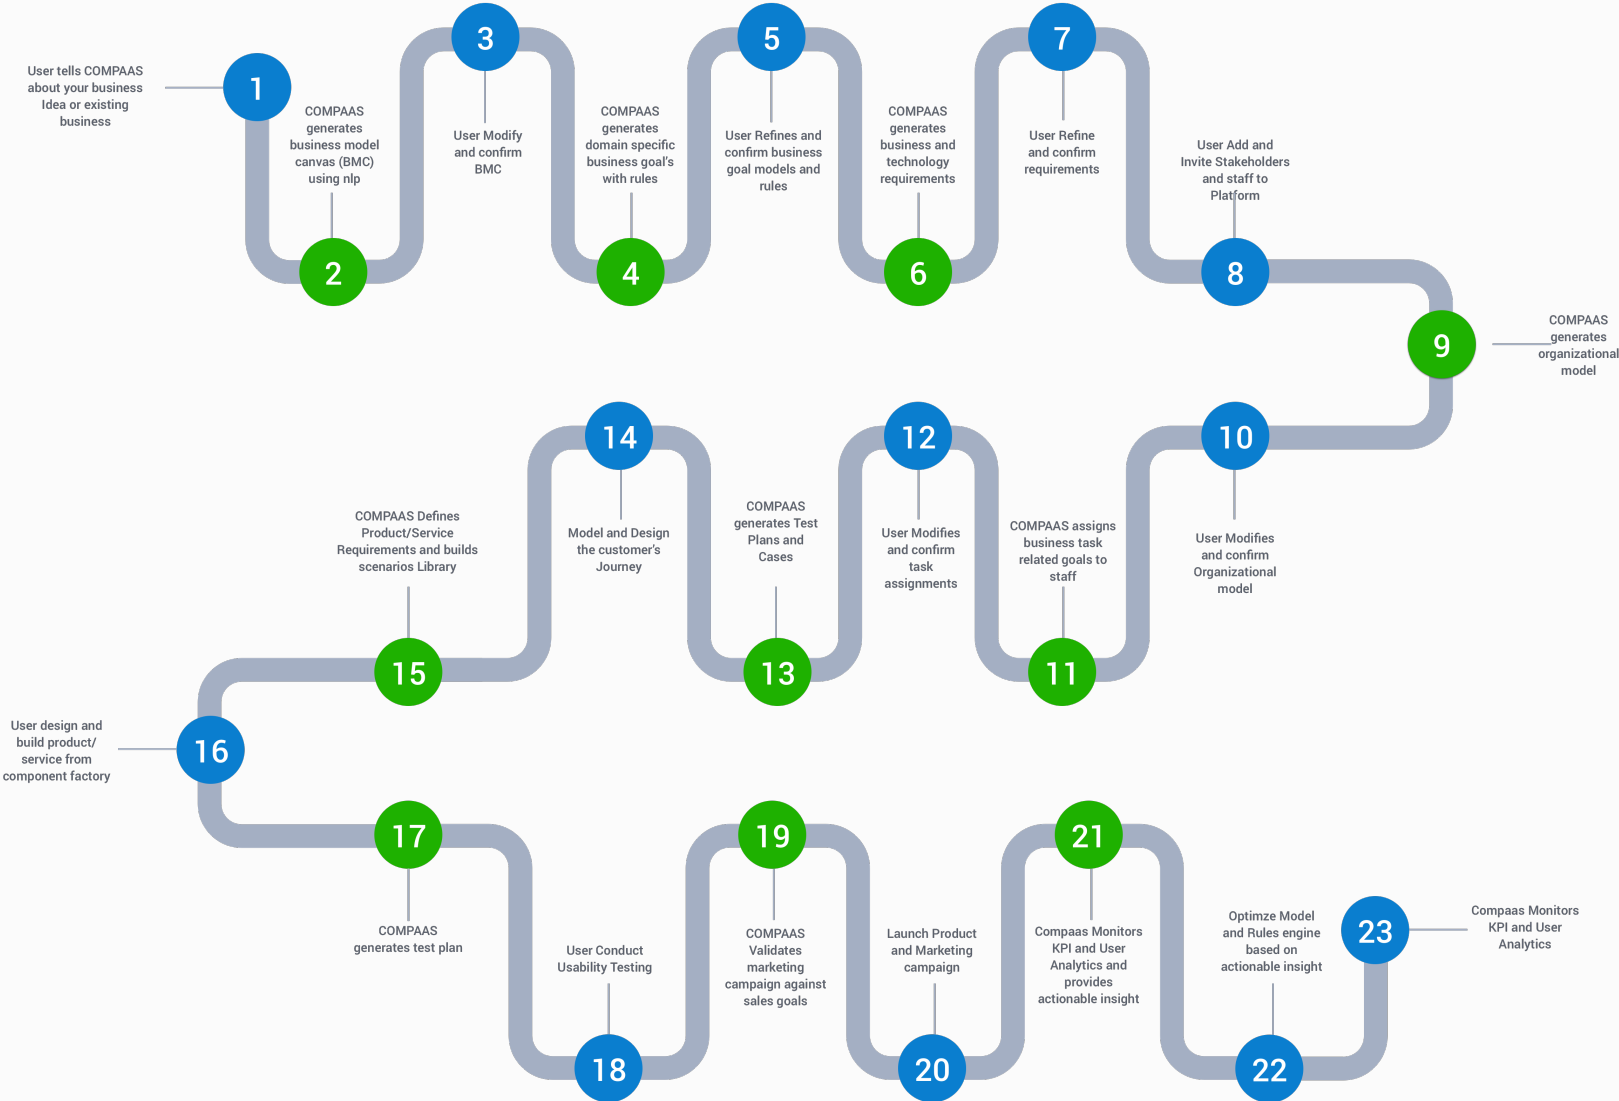 1
User tells COMPAAS
about your business
Idea or existing
business
2
COMPAAS
generates
business model
canvas (BMC)
using nlp
3
User Modify
and confirm
BMC
4
COMPAAS
generates
domain specific
business goal's
with rules
5
User Refines and
confirm business
goal models and
rules
6
COMPAAS
generates
business and
technology
requirements
7
User Refine
and confirm
requirements
8
User Add and
Invite Stakeholders
and staff to
Platform
9
COMPAAS
generates
organizational
model
10
User Modifies
and confirm
Organizational
model
11
COMPAAS assigns
business task
related goals to
staff
12
User Modifies
and confirm
task
assignments
13
COMPAAS
generates Test
Plans and
Cases
14
Model and Design
the customer's
Journey
15
COMPAAS Defines
Product/Service
Requirements and builds
scenarios Library
16
User design and
build product/
service from
component factory
17
COMPAAS
generates test plan
18
User Conduct
Usability Testing
19
COMPAAS
Validates
marketing
campaign against
sales goals
20
Launch Product
and Marketing
campaign
21
Compaas Monitors
KPI and User
Analytics and
provides
actionable insight
22
Optimze Model
and Rules engine
based on
actionable insight
23
Compaas Monitors
KPI and User
Analytics